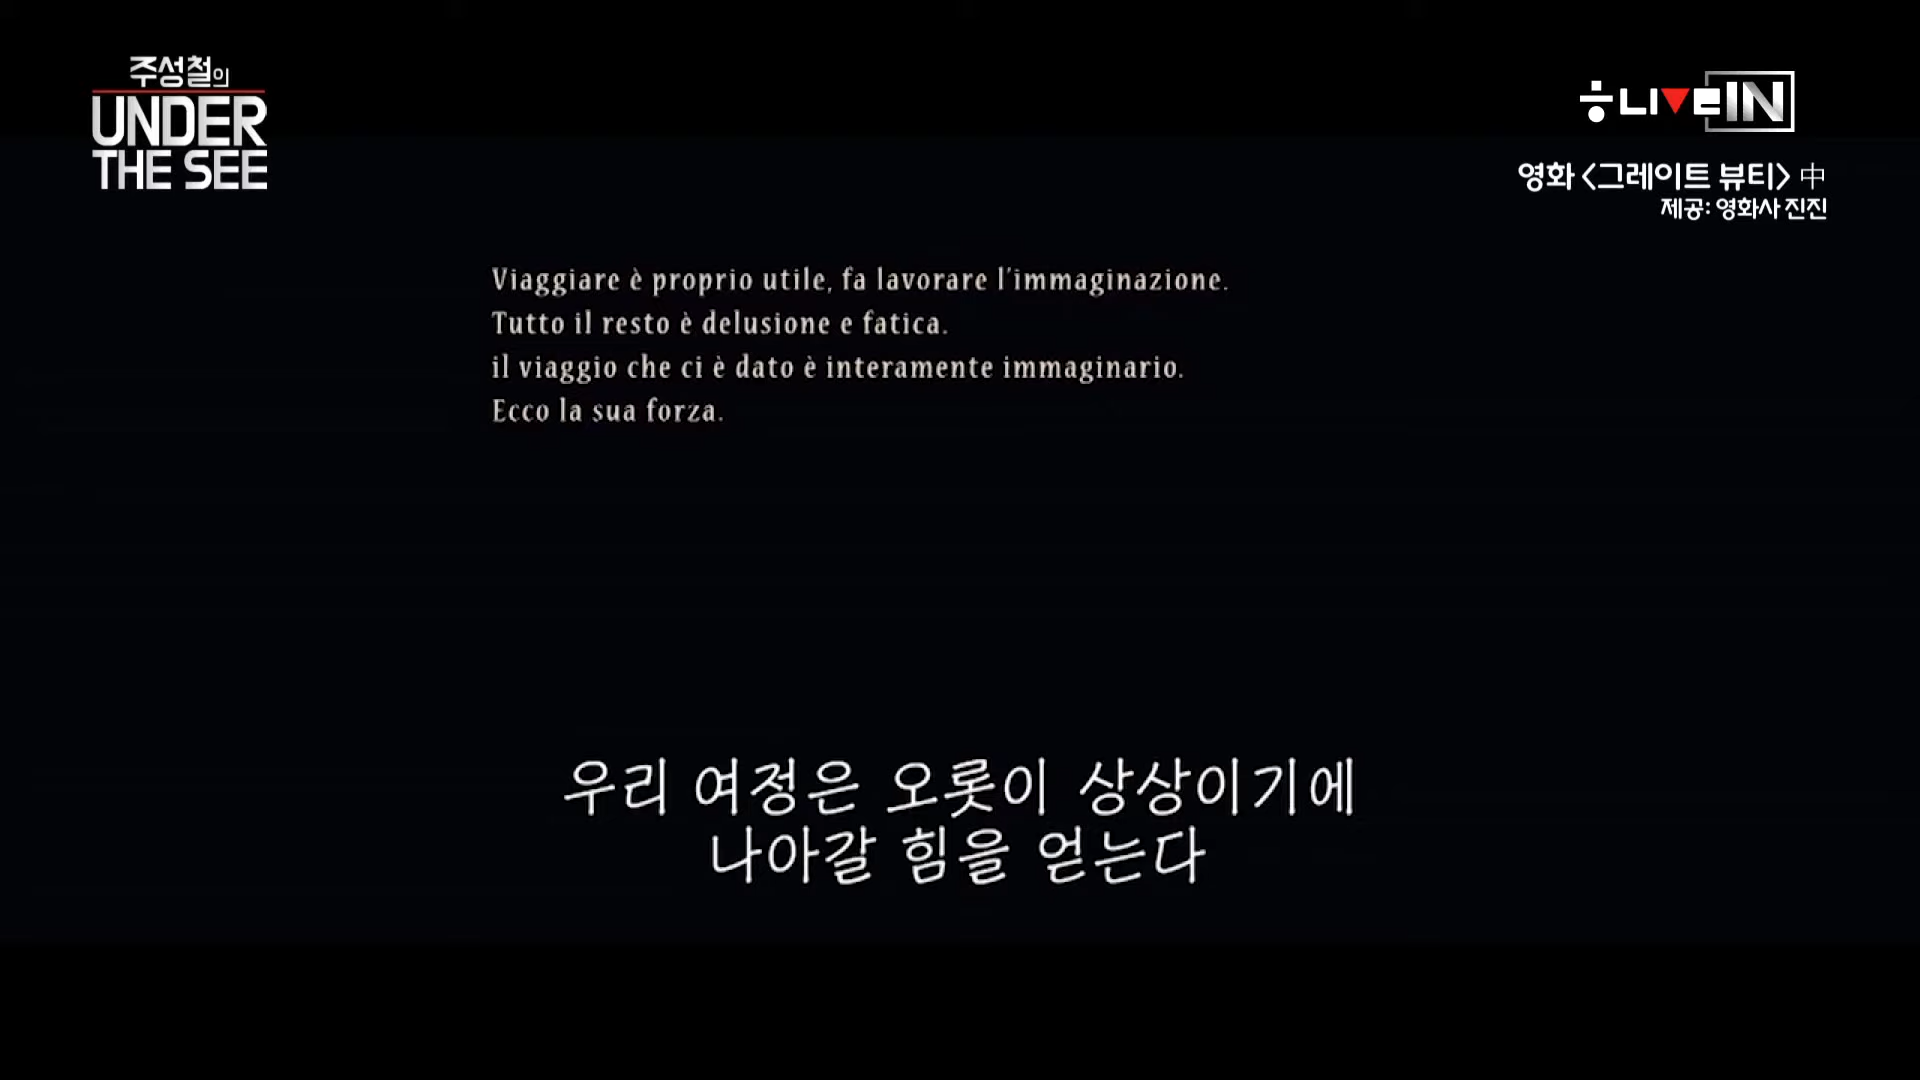 주성철의
UNDER
THE SEE
ㅎLIVEㄷIN
영화 <그레이트 뷰티> 中
제공: 영화사 진진
Viaggiare è proprio utile, fa lavorare l'immaginazione.
Tutto il resto è delusione e fatica.
il viaggio che ci è dato è interamente immaginario.
Ecco la sua forza.
우리 여정은 오롯이 상상이기에
나아갈 힘을 얻는다